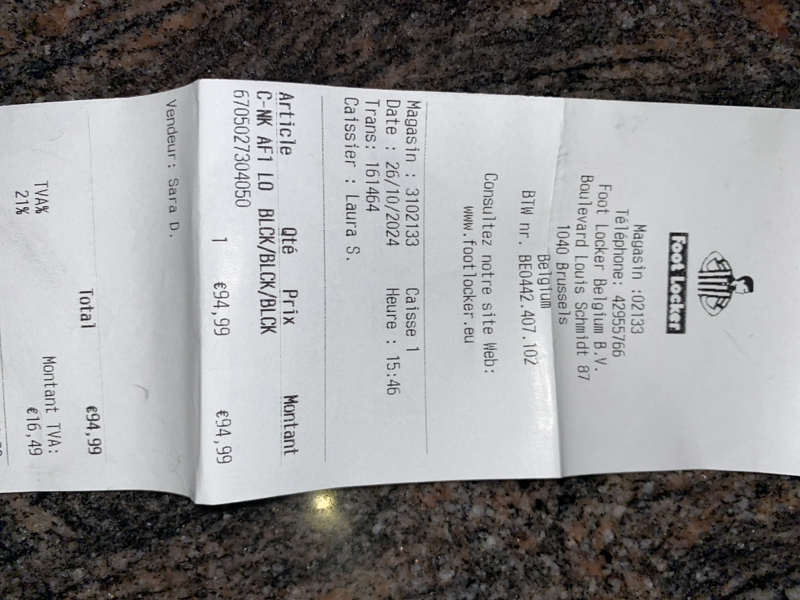 Foot Locker
Magasin :02133
Téléphone: 42955766
Foot Locker Belgium B.V.
Boulevard Louis Schmidt 87
1040 Brussels
Belgium
BTW nr. BE0442.407.102
Consultez notre site Web:
www.footlocker.eu
Magasin : 3102133 Caisse 1
Date : 26/10/2024 Heure : 15:46
Trans: 161464
Caissier : Laura S.
Article Qté Prix Montant
C-NK AF1 LO BLCK/BLCK/BLCK
6705027304050 1 €94,99 €94,99
Vendeur: Sara D.
Total €94,99
TVA% Montant TVA:
21% €16,49